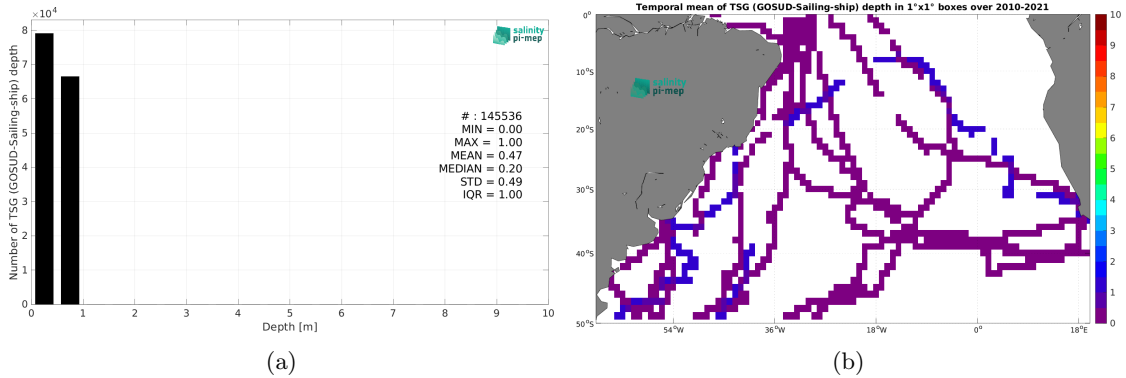 8
7
6
5
4
3
2
1
0
× 10⁴
Number of TSG (GOSUD-Sailing-ship) depth
salinity
pi-mep
# : 145536
MIN = 0.00
MAX = 1.00
MEAN = 0.47
MEDIAN = 0.20
STD = 0.49
IQR = 1.00
0 1 2 3 4 5 6 7 8 9 10
Depth [m]
(a)
Temporal mean of TSG (GOSUD-Sailing-ship) depth in 1°x1° boxes over 2010-2021
0°
10°S
20°S
30°S
40°S
50°S
salinity
pi-mep
54°W 36°W 18°W 0° 18°E
10
9
8
7
6
5
4
3
2
1
0
(b)